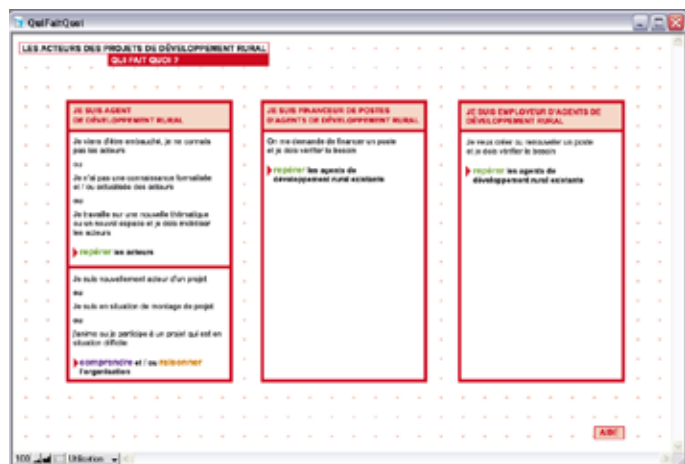 QuiFaitQuoi
LES ACTEURS DES PROJETS DE DÉVELOPPEMENT RURAL
QUI FAIT QUOI ?
JE SUIS AGENT
DE DÉVELOPPEMENT RURAL
Je viens d'être embauché, je ne connais
pas les acteurs
ou
Je n'ai pas une connaissance formalisée
et / ou actualisée des acteurs
ou
Je travaille sur une nouvelle thématique
ou un nouvel espace et je dois mobiliser
les acteurs
repérer les acteurs
Je suis nouvellement acteur d'un projet
ou
Je suis en situation de montage de projet
ou
J'anime ou je participe à un projet qui est en
situation difficile
comprendre et / ou raisonner
l'organisation
JE SUIS FINANCEUR DE POSTES
D'AGENTS DE DÉVELOPPEMENT RURAL
On me demande de financer un poste
et je dois vérifier le besoin
repérer les agents de
développement rural existants
JE SUIS EMPLOYEUR D'AGENTS DE
DÉVELOPPEMENT RURAL
Je veux créer ou renouveler un poste
et je dois vérifier le besoin
repérer les agents de
développement rural existants
AIDE
100
Utilisation